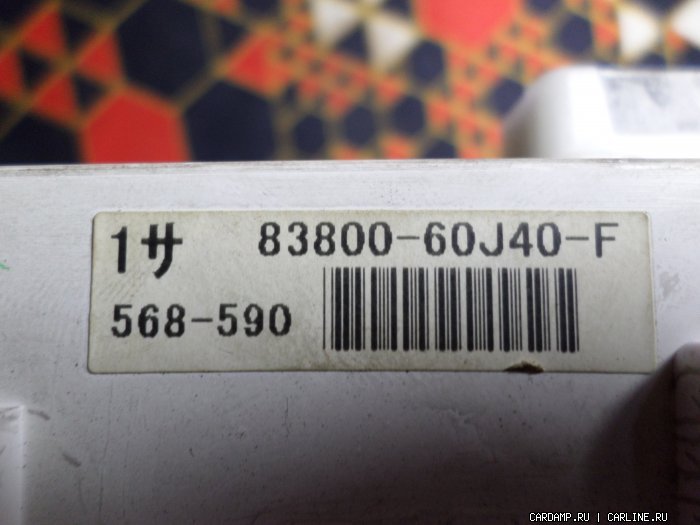 1サ 83800-60J40-F
568-590
CARDAMP.RU | CARLINE.RU